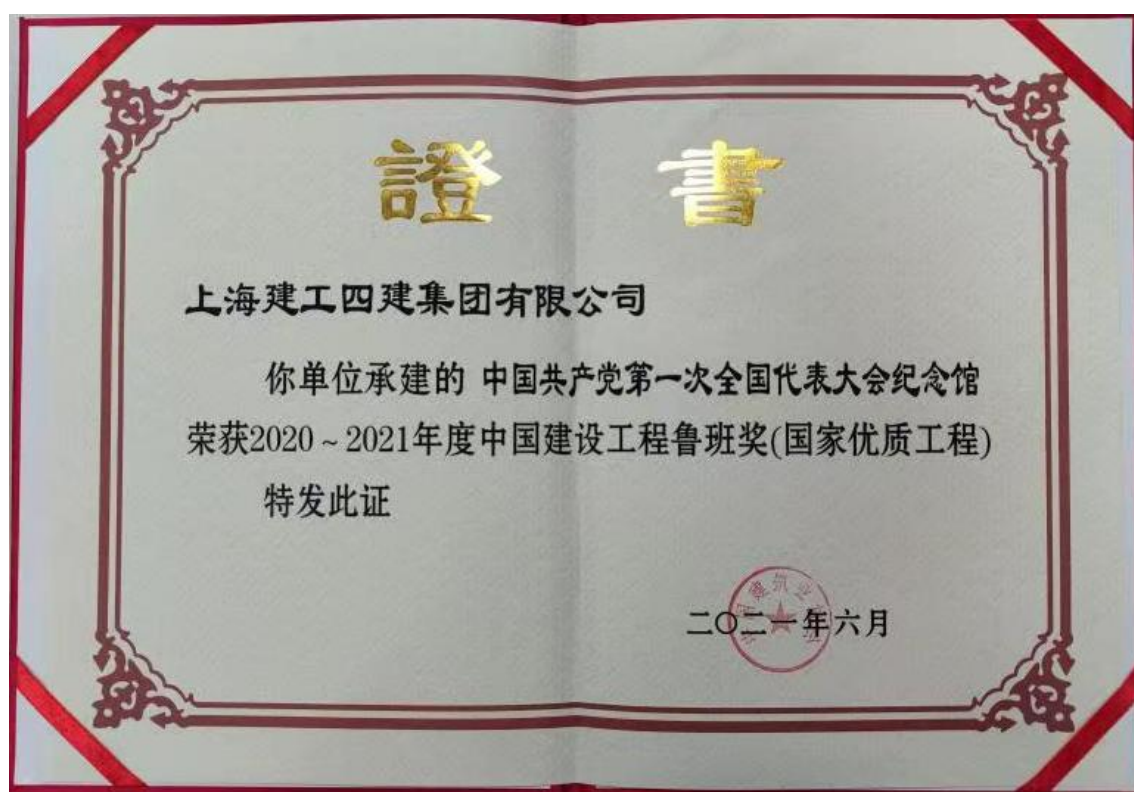 證 書
上海建工四建集团有限公司
你单位承建的 中国共产党第一次全国代表大会纪念馆
荣获2020～2021年度中国建设工程鲁班奖(国家优质工程)
特发此证
二〇二一年六月